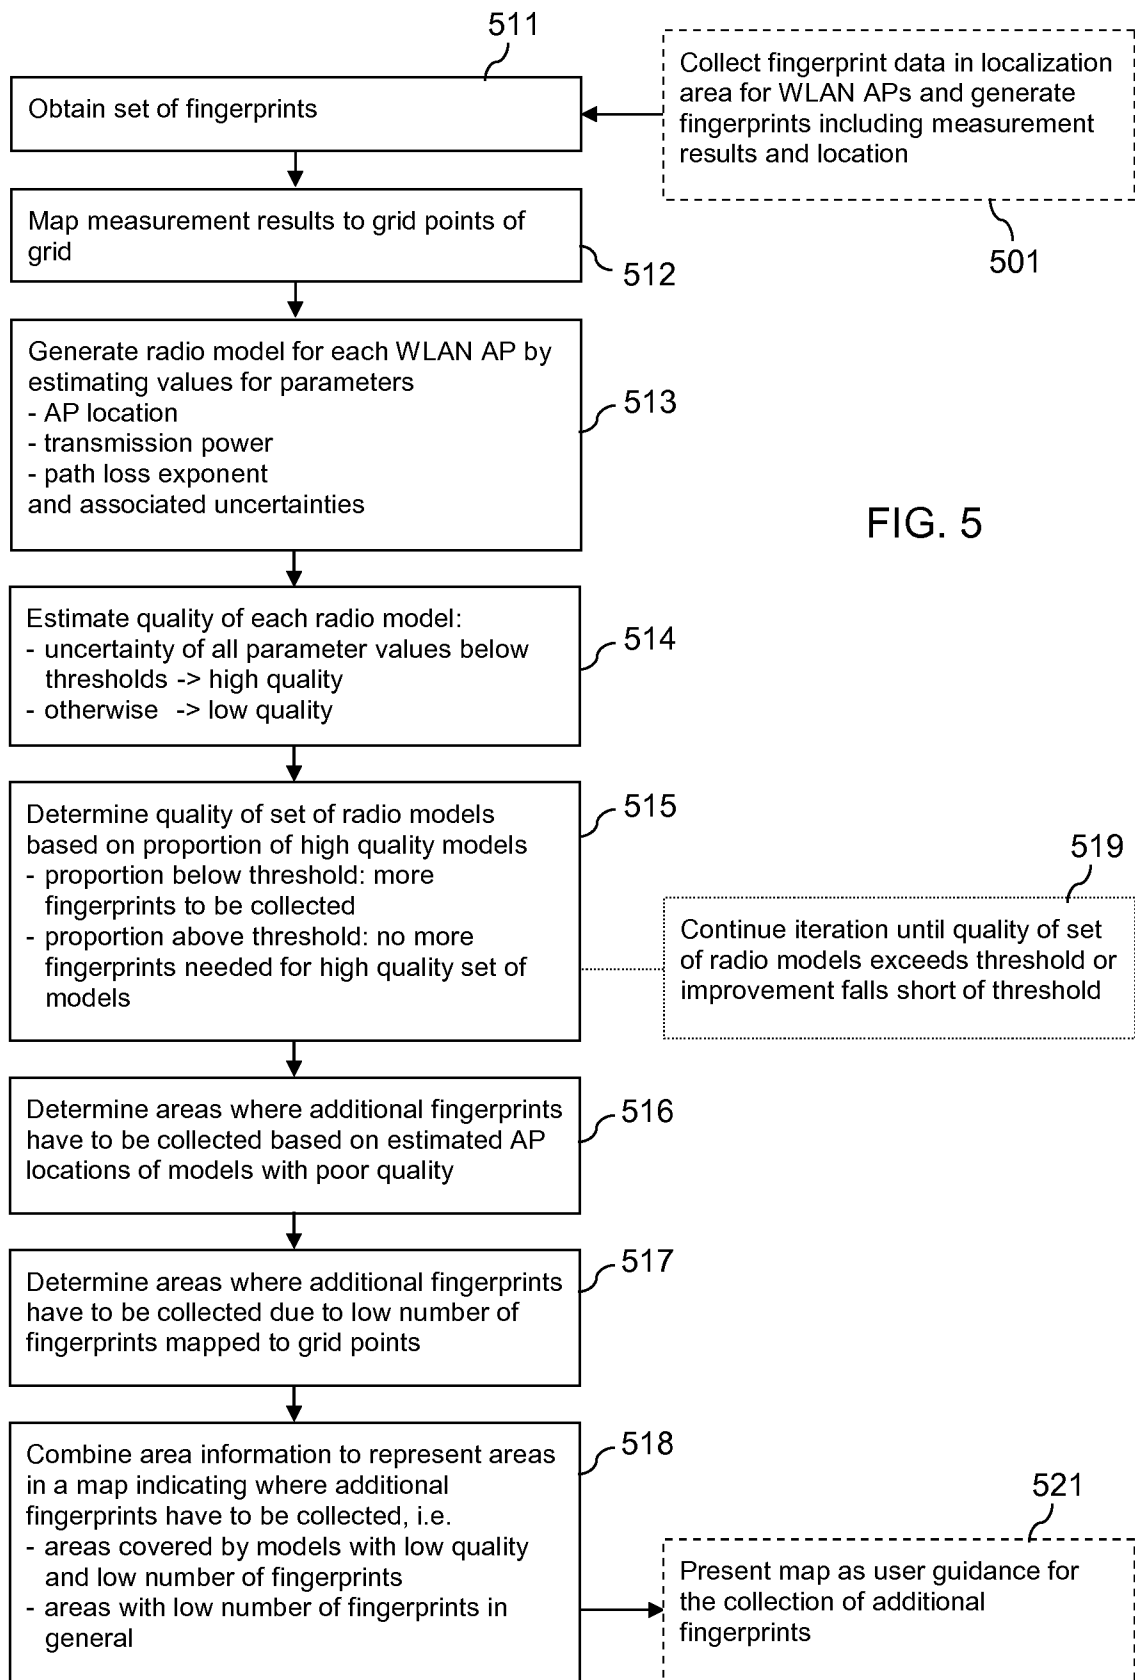 511
Obtain set of fingerprints
Collect fingerprint data in localization
area for WLAN APs and generate
fingerprints including measurement
results and location
501
Map measurement results to grid points of
grid
512
Generate radio model for each WLAN AP by
estimating values for parameters
- AP location
- transmission power
- path loss exponent
and associated uncertainties
513
FIG. 5
Estimate quality of each radio model:
- uncertainty of all parameter values below
thresholds -> high quality
- otherwise -> low quality
514
Determine quality of set of radio models
based on proportion of high quality models
- proportion below threshold: more
fingerprints to be collected
- proportion above threshold: no more
fingerprints needed for high quality set of
models
515
519
Continue iteration until quality of set
of radio models exceeds threshold or
improvement falls short of threshold
Determine areas where additional fingerprints
have to be collected based on estimated AP
locations of models with poor quality
516
Determine areas where additional fingerprints
have to be collected due to low number of
fingerprints mapped to grid points
517
Combine area information to represent areas
in a map indicating where additional
fingerprints have to be collected, i.e.
- areas covered by models with low quality
and low number of fingerprints
- areas with low number of fingerprints in
general
518
521
Present map as user guidance for
the collection of additional
fingerprints